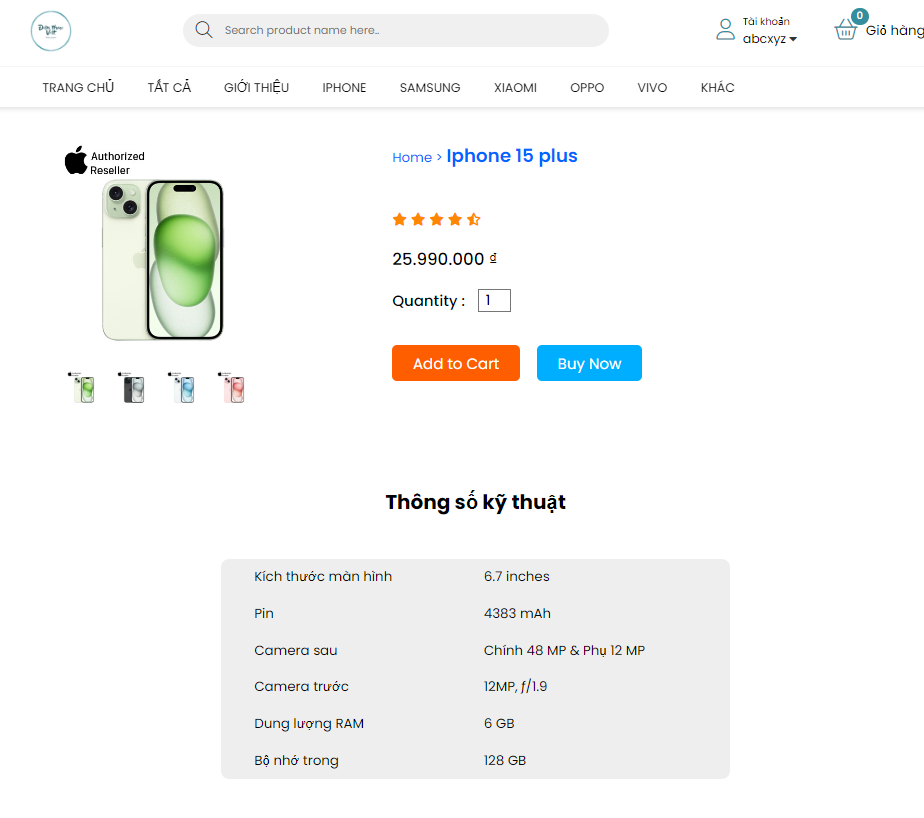 Điện Thoại
Việt
Search product name here..
Tài khoản
abcxyz
0
Giỏ hàng
TRANG CHỦ TẤT CẢ GIỚI THIỆU IPHONE SAMSUNG XIAOMI OPPO VIVO KHÁC
Authorized
Reseller
Home > Iphone 15 plus
25.990.000 ₫
Quantity : 1
Add to Cart Buy Now
Thông số kỹ thuật
Kích thước màn hình 6.7 inches
Pin 4383 mAh
Camera sau Chính 48 MP & Phụ 12 MP
Camera trước 12MP, ƒ/1.9
Dung lượng RAM 6 GB
Bộ nhớ trong 128 GB